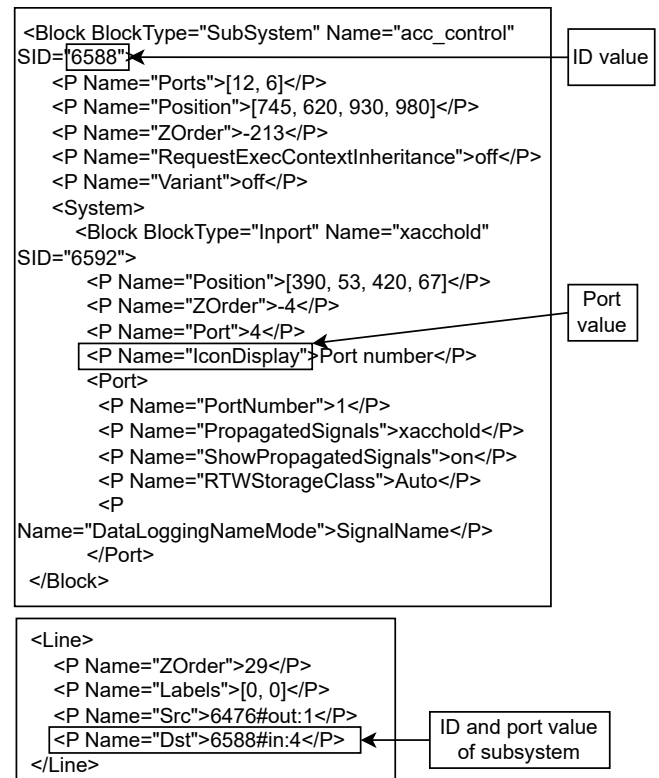 <Block BlockType="SubSystem" Name="acc_control"
SID="6588">
<P Name="Ports">[12, 6]</P>
<P Name="Position">[745, 620, 930, 980]</P>
<P Name="ZOrder">-213</P>
<P Name="RequestExecContextInheritance">off</P>
<P Name="Variant">off</P>
<System>
<Block BlockType="Inport" Name="xacchold"
SID="6592">
<P Name="Position">[390, 53, 420, 67]</P>
<P Name="ZOrder">-4</P>
<P Name="Port">4</P>
<P Name="IconDisplay">Port number</P>
<Port>
<P Name="PortNumber">1</P>
<P Name="PropagatedSignals">xacchold</P>
<P Name="ShowPropagatedSignals">on</P>
<P Name="RTWStorageClass">Auto</P>
<P
Name="DataLoggingNameMode">SignalName</P>
</Port>
</Block>
ID value
Port
value
<Line>
<P Name="ZOrder">29</P>
<P Name="Labels">[0, 0]</P>
<P Name="Src">6476#out:1</P>
<P Name="Dst">6588#in:4</P>
</Line>
ID and port value
of subsystem